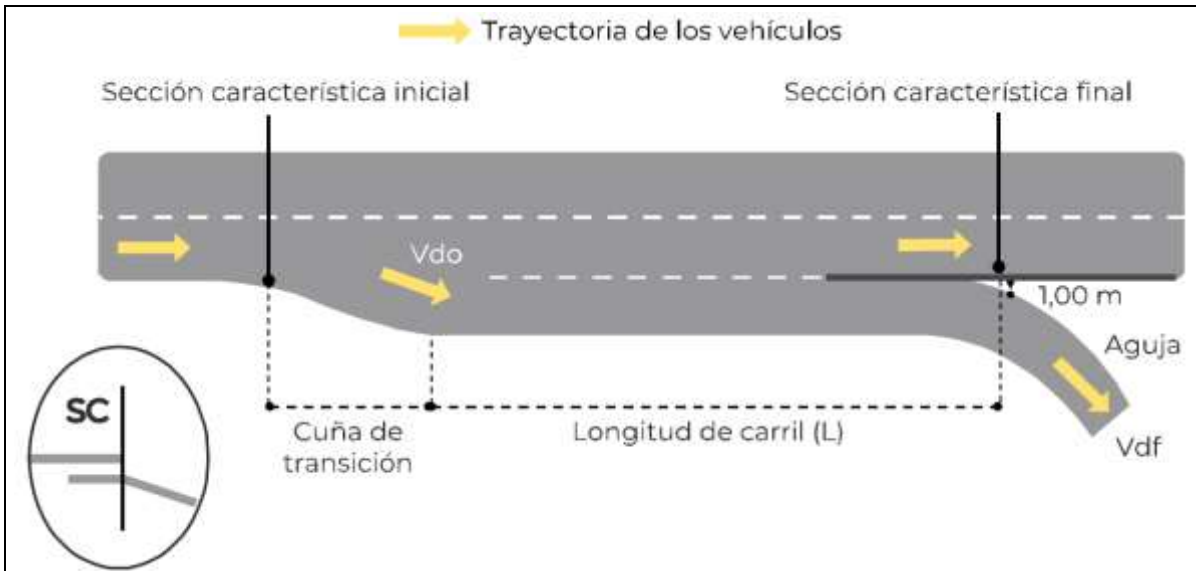 Trayectoria de los vehículos
Sección característica inicial
Sección característica final
Vdo
1,00 m
Aguja
SC
Cuña de
transición
Longitud de carril (L)
Vdf